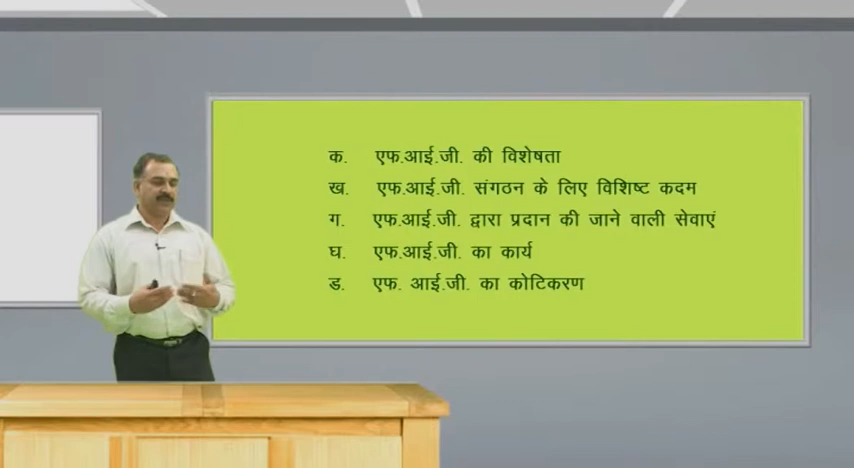 क. एफ.आई.जी. की विशेषता
ख. एफ.आई.जी. संगठन के लिए विशिष्ट कदम
ग. एफ.आई.जी. द्वारा प्रदान की जाने वाली सेवाएं
घ. एफ.आई.जी. का कार्य
ड. एफ. आई.जी. का कोटिकरण